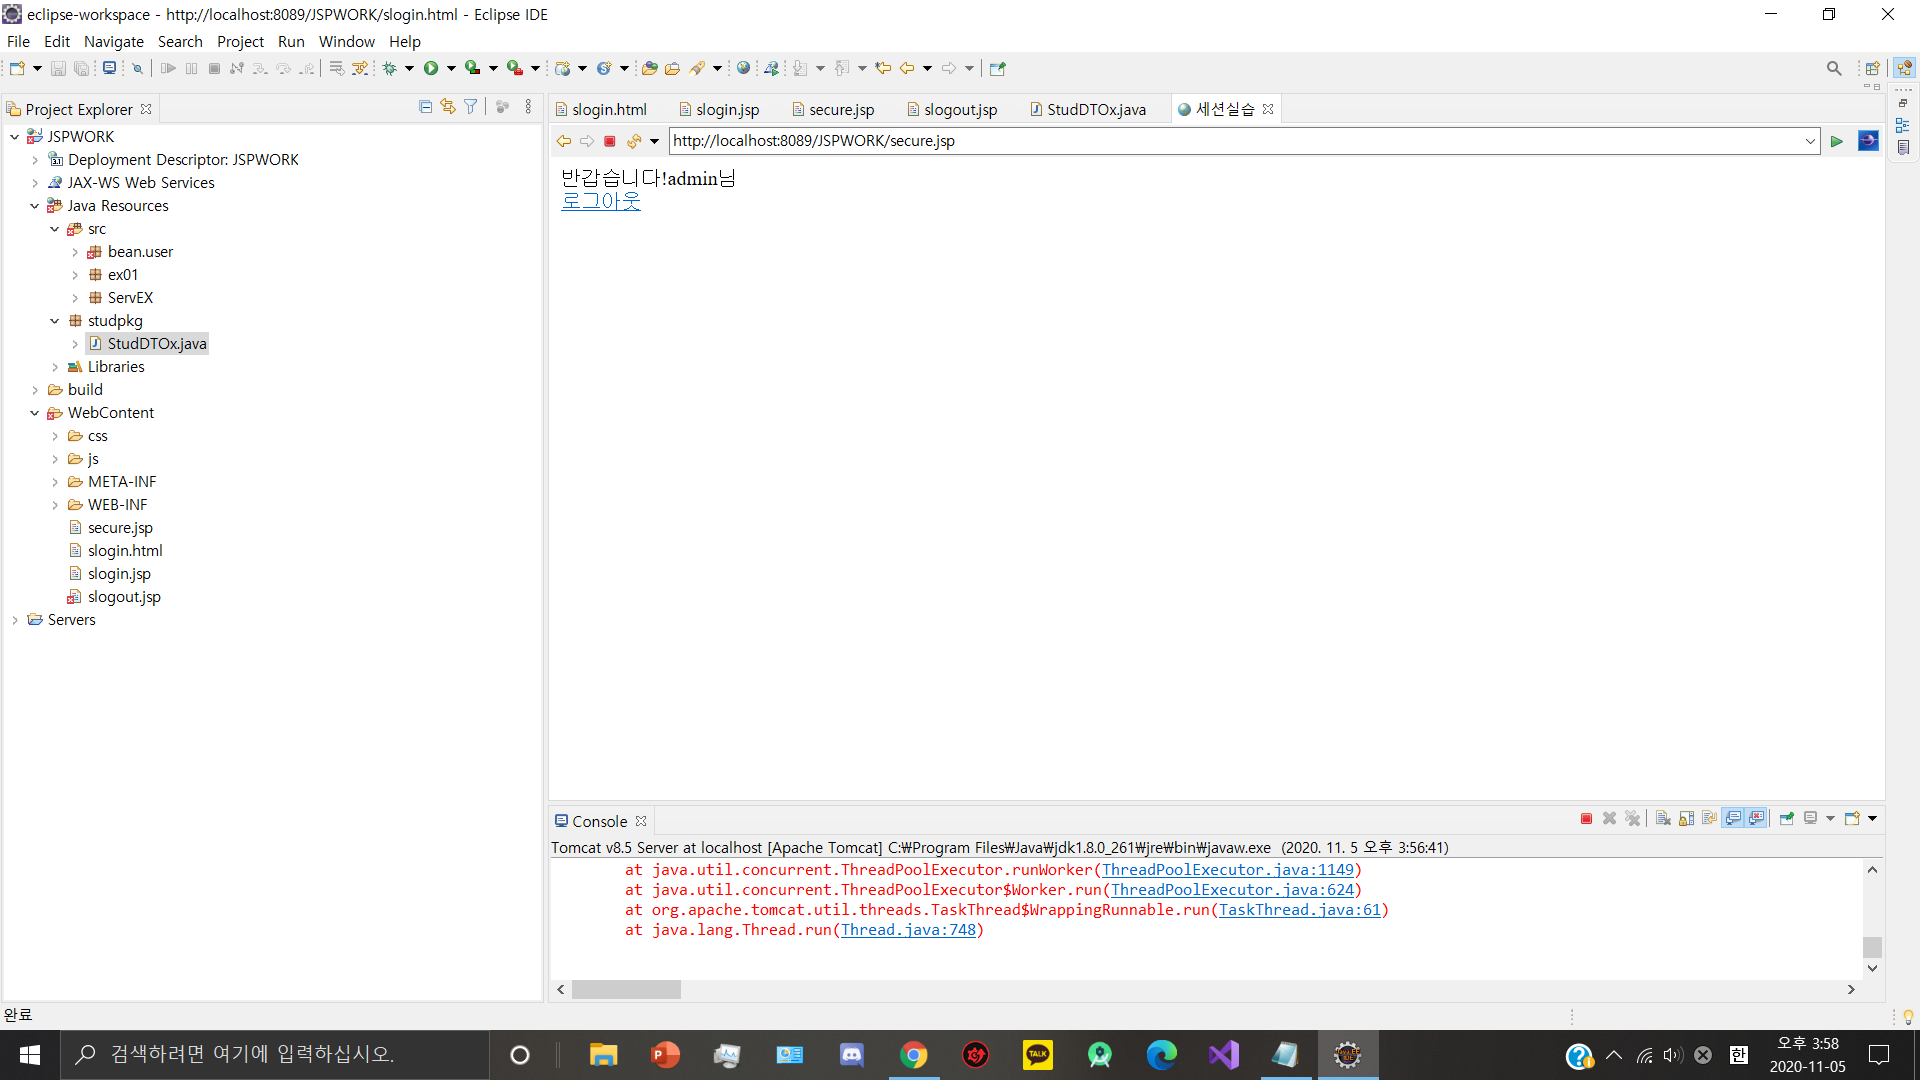 eclipse-workspace - http://localhost:8089/JSPWORK/slogin.html - Eclipse IDE
File Edit Navigate Search Project Run Window Help
Project Explorer
JSPWORK
Deployment Descriptor: JSPWORK
JAX-WS Web Services
Java Resources
src
bean.user
ex01
ServEX
studpkg
StudDTOx.java
Libraries
build
WebContent
css
js
META-INF
WEB-INF
secure.jsp
slogin.html
slogin.jsp
slogout.jsp
Servers
slogin.html slogin.jsp secure.jsp slogout.jsp StudDTOx.java 세션실습
http://localhost:8089/JSPWORK/secure.jsp
반갑습니다!admin님
로그아웃
Console
Tomcat v8.5 Server at localhost [Apache Tomcat] C:₩Program Files₩Java₩jdk1.8.0_261₩jre₩bin₩javaw.exe (2020. 11. 5 오후 3:56:41)
at java.util.concurrent.ThreadPoolExecutor.runWorker(ThreadPoolExecutor.java:1149)
at java.util.concurrent.ThreadPoolExecutor$Worker.run(ThreadPoolExecutor.java:624)
at org.apache.tomcat.util.threads.TaskThread$WrappingRunnable.run(TaskThread.java:61)
at java.lang.Thread.run(Thread.java:748)
완료
검색하려면 여기에 입력하십시오.
TALK
한
오후 3:58
2020-11-05